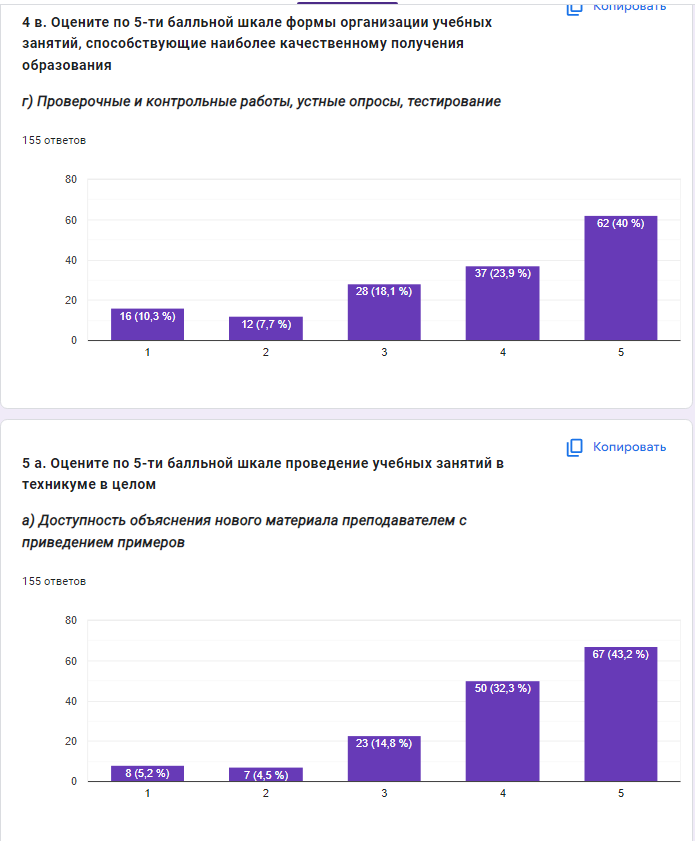 Копировать
4 в. Оцените по 5-ти балльной шкале формы организации учебных
занятий, способствующие наиболее качественному получения
образования
г) Проверочные и контрольные работы, устные опросы, тестирование
155 ответов
80
60
40
20
0
16 (10,3 %)
12 (7,7 %)
28 (18,1 %)
37 (23,9 %)
62 (40 %)
1 2 3 4 5
Копировать
5 а. Оцените по 5-ти балльной шкале проведение учебных занятий в
техникуме в целом
а) Доступность объяснения нового материала преподавателем с
приведением примеров
155 ответов
80
60
40
20
0
8 (5,2 %)
7 (4,5 %)
23 (14,8 %)
50 (32,3 %)
67 (43,2 %)
1 2 3 4 5